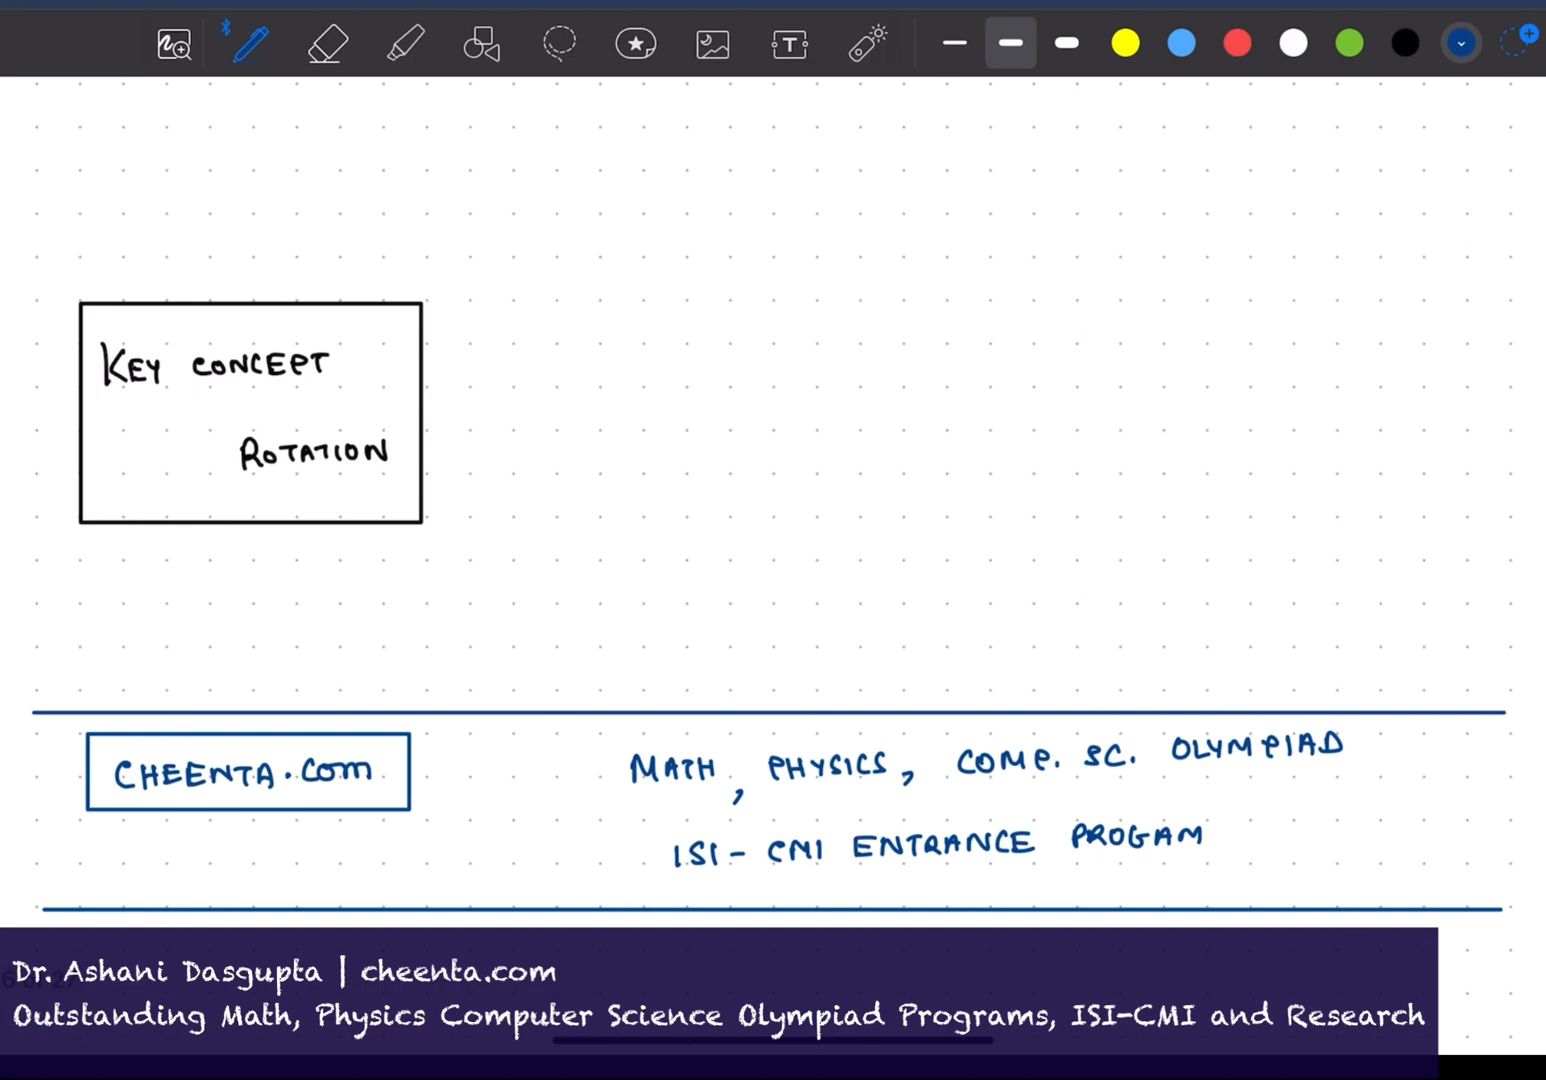 KEY CONCEPT
ROTATION
CHEENTA.COM
MATH, PHYSICS, COMP. SC. OLYMPIAD
ISI-CMI ENTRANCE PROGAM
Dr. Ashani Dasgupta | cheenta.com
Outstanding Math, Physics Computer Science Olympiad Programs, ISI-CMI and Research